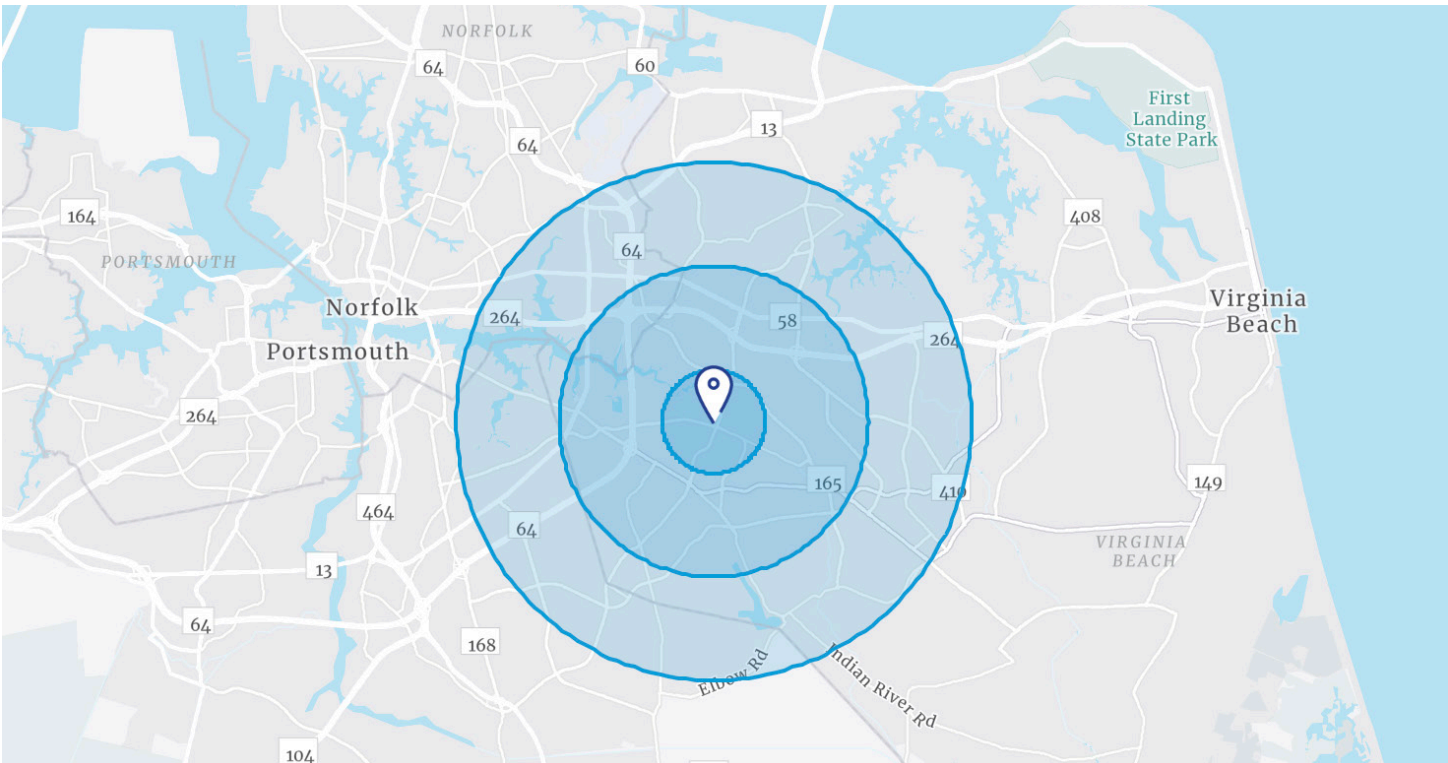 NORFOLK
64
60
First
Landing
State Park
13
64
164
408
64
PORTSMOUTH
Norfolk
264
58
Virginia
Beach
264
Portsmouth
264
165
410
149
464
64
VIRGINIA
BEACH
13
64
168
Elbow Rd
Indian River Rd
104